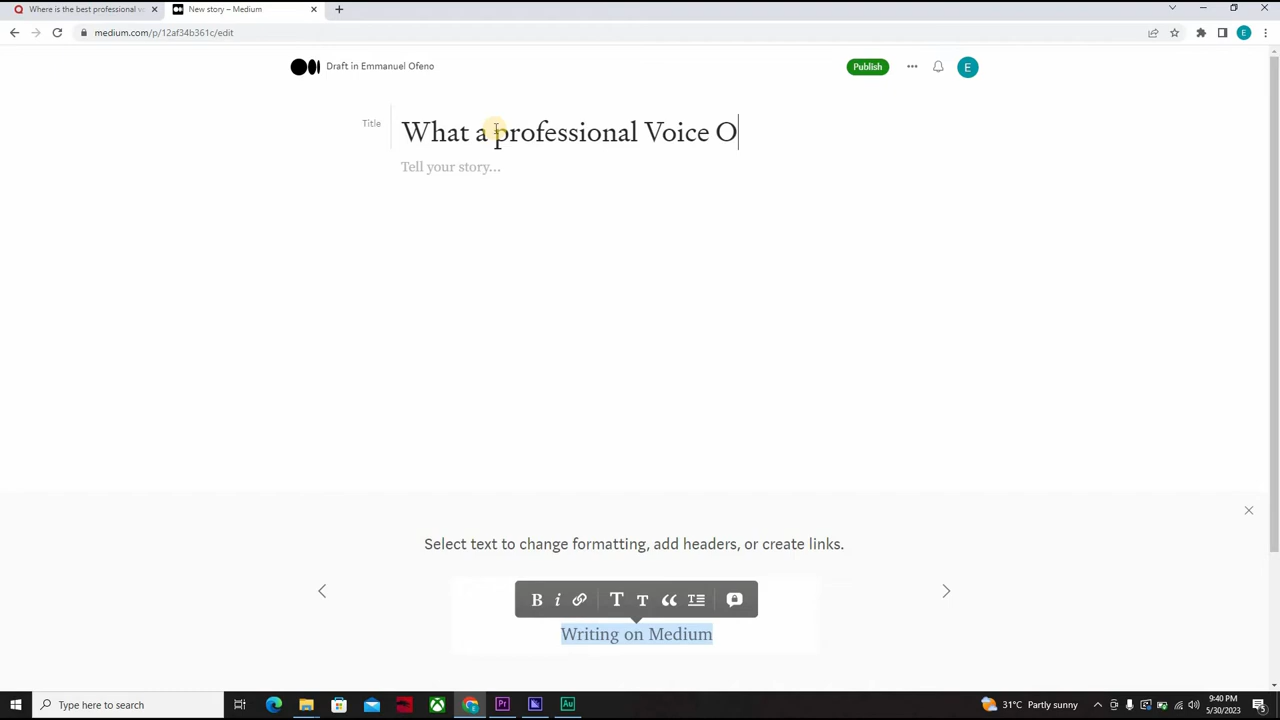 Where is the best professional v
New story – Medium
medium.com/p/12af34b361c/edit
E
Draft in Emmanuel Ofeno
Publish
E
Title
What a professional Voice O
Tell your story...
Select text to change formatting, add headers, or create links.
B i T T
Writing on Medium
Type here to search
Pr
Au
31°C Partly sunny
9:40 PM
5/30/2023